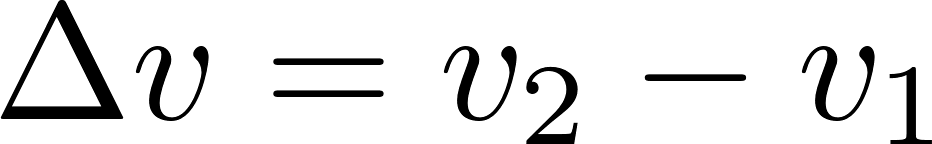 Δv = v₂ − v₁